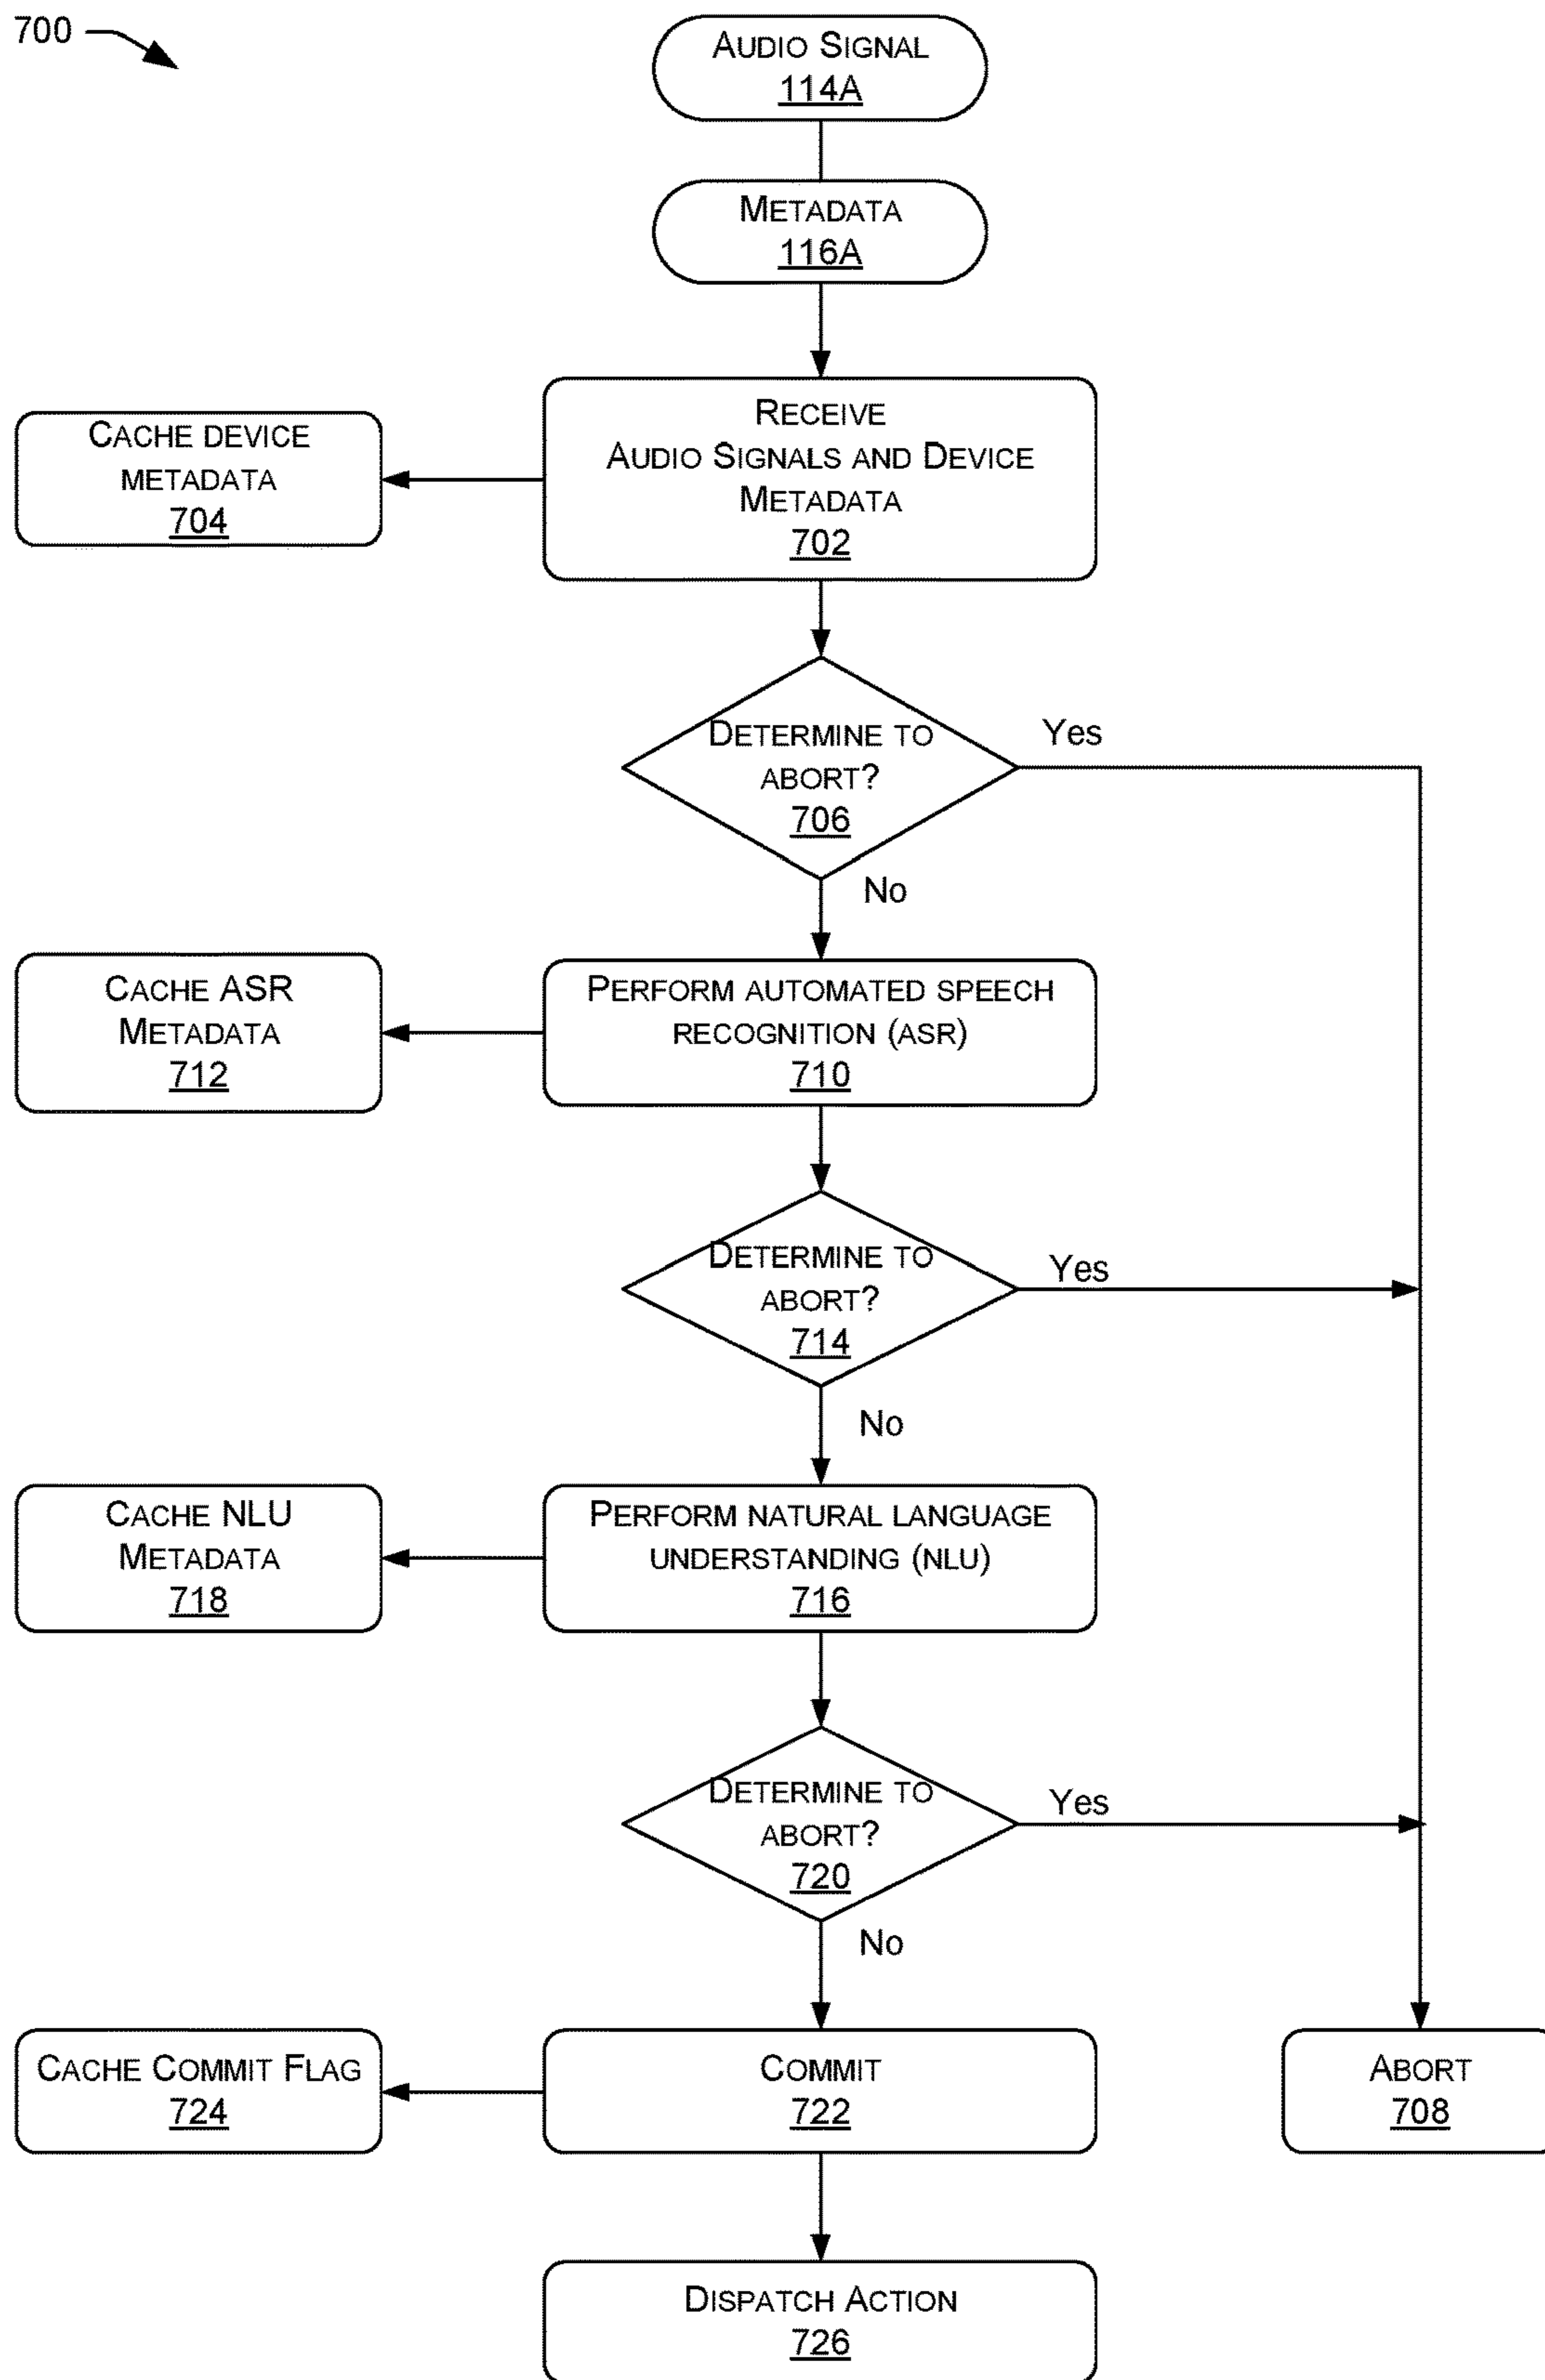 700
Audio Signal
114A
Metadata
116A
Receive
Audio Signals and Device
Metadata
702
Cache device
metadata
704
Determine to
abort?
706
Yes
No
Perform automated speech
recognition (ASR)
710
Cache ASR
Metadata
712
Determine to
abort?
714
Yes
No
Perform natural language
understanding (NLU)
716
Cache NLU
Metadata
718
Determine to
abort?
720
Yes
No
Commit
722
Cache Commit Flag
724
Abort
708
Dispatch Action
726